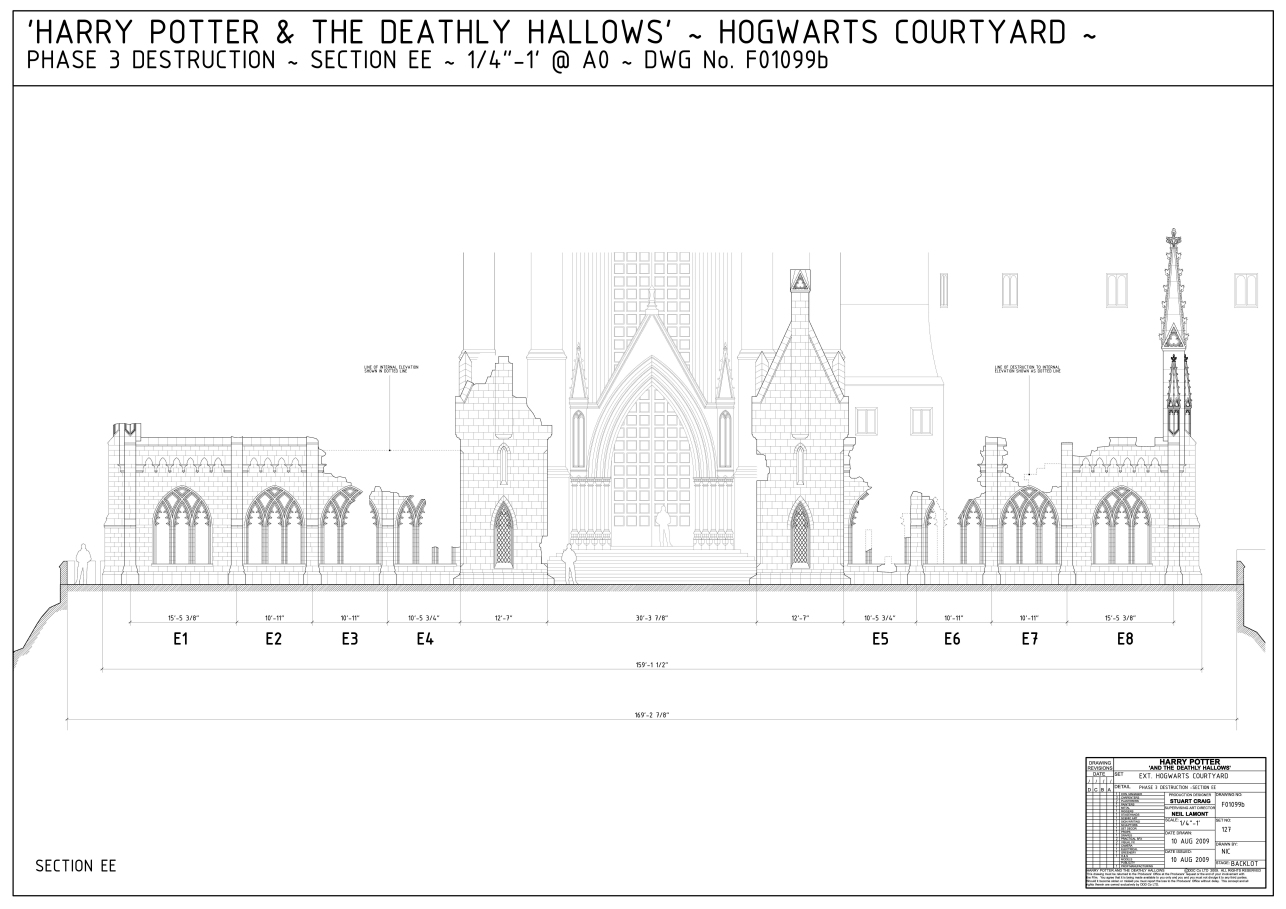 'HARRY POTTER & THE DEATHLY HALLOWS' ~ HOGWARTS COURTYARD ~
PHASE 3 DESTRUCTION ~ SECTION EE ~ 1/4"-1' @ A0 ~ DWG No. F01099b
LINE OF INTERNAL ELEVATION
SHOWN IN DOTTED LINE
LINE OF DESTRUCTION TO INTERNAL
ELEVATION SHOWN AS DOTTED LINE
15'-5 3/8" 10'-11" 10'-11" 10'-5 3/4" 12'-7" 30'-3 7/8" 12'-7" 10'-5 3/4" 10'-11" 10'-11" 15'-5 3/8"
E1 E2 E3 E4 E5 E6 E7 E8
159'-1 1/2"
169'-2 7/8"
SECTION EE
DRAWING
REVISIONS
DATE
/ / / /
D C B A
HARRY POTTER
'AND THE DEATHLY HALLOWS'
SET
EXT. HOGWARTS COURTYARD
DETAIL
PHASE 3 DESTRUCTION -SECTION EE
PRODUCTION DESIGNER
STUART CRAIG
SUPERVISING ART DIRECTOR
NEIL LAMONT
SCALE:
1/4"-1'
DATE DRAWN:
10 AUG 2009
DATE ISSUED:
10 AUG 2009
DRAWING NO:
F01099b
SET NO:
127
DRAWN BY:
NIC
STAGE: BACKLOT
HARRY POTTER AND THE DEATHLY HALLOWS